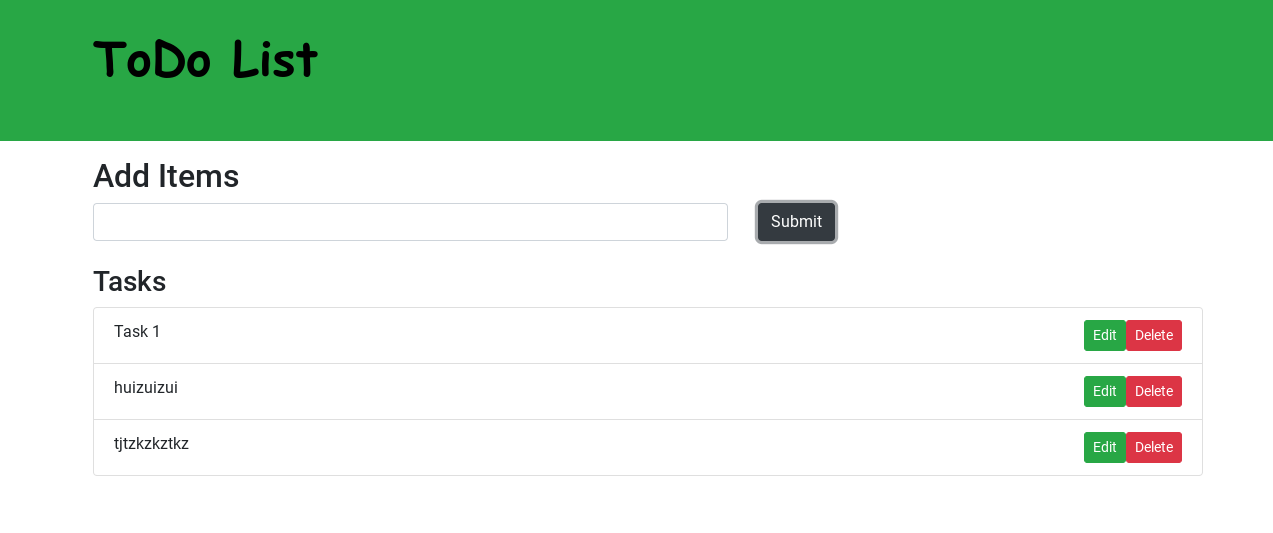 ToDo List
Add Items
Submit
Tasks
Task 1 Edit Delete
huizuizui Edit Delete
tjtzkzkztkz Edit Delete